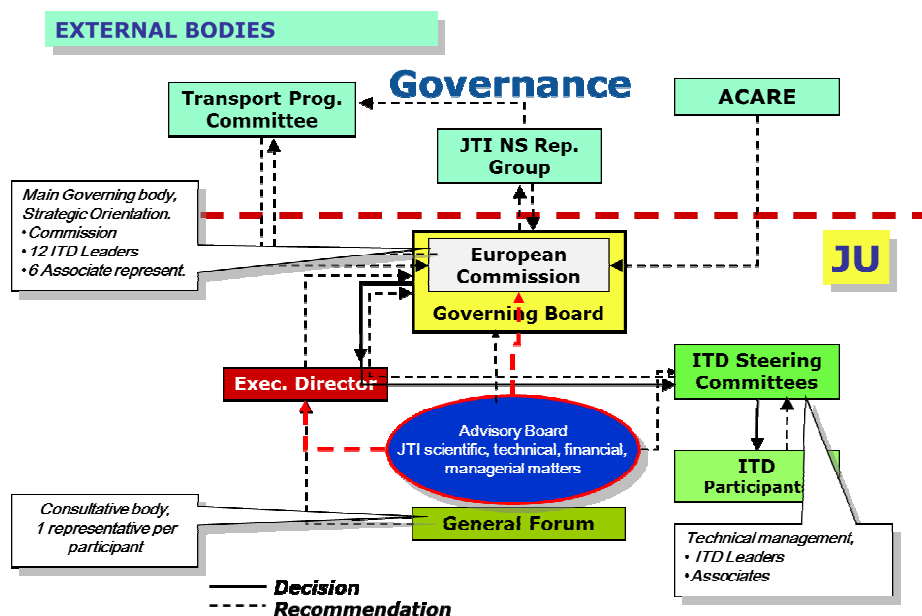 EXTERNAL BODIES
Governance
Transport Prog.
Committee
ACARE
JTI NS Rep.
Group
Main Governing body,
Strategic Orientation.
• Commission
• 12 ITD Leaders
• 6 Associate represent.
European
Commission
Governing Board
JU
Exec. Director
ITD Steering
Committees
Advisory Board
JTI scientific, technical, financial,
managerial matters
ITD
Participant
Consultative body,
1 representative per
participant
General Forum
Technical management,
• ITD Leaders
• Associates
Decision
Recommendation